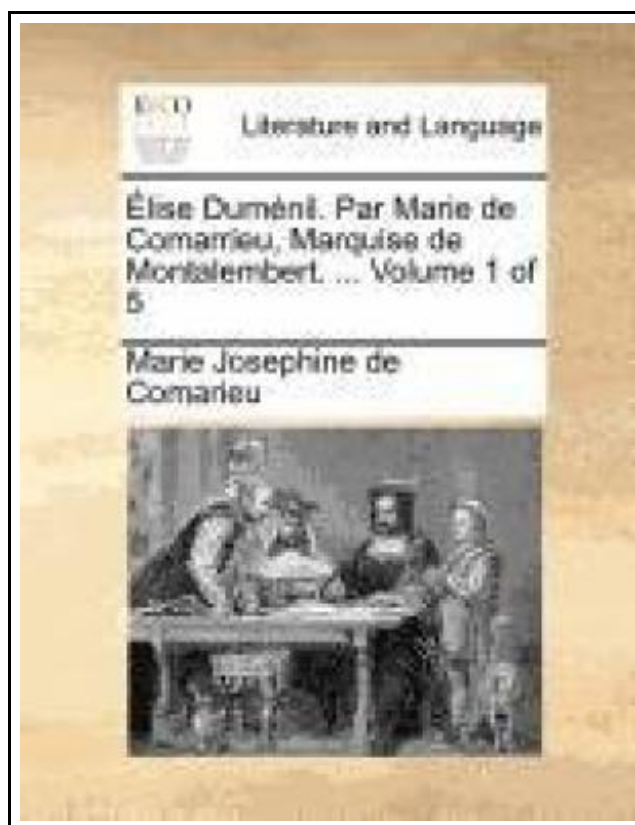 ECCO
Literature and Language
Élise Duménil. Par Marie de
Comarrieu, Marquise de
Montalembert. ... Volume 1 of
5
Marie Josephine de
Comarieu